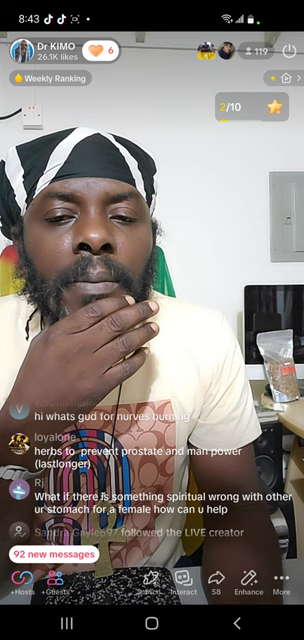 8:43
Dr KIMO
26.1K likes
6
119
Weekly Ranking
2/10
hi whats gud for nurves burning
loyalone
herbs to prevent prostate and man power
(lastlonger)
Rj
What if there is something spiritual wrong with other
ur stomach for a female how can u help
Sandra Gayle697 followed the LIVE creator
92 new messages
+Hosts
+Guests
Interact
58
Enhance
More